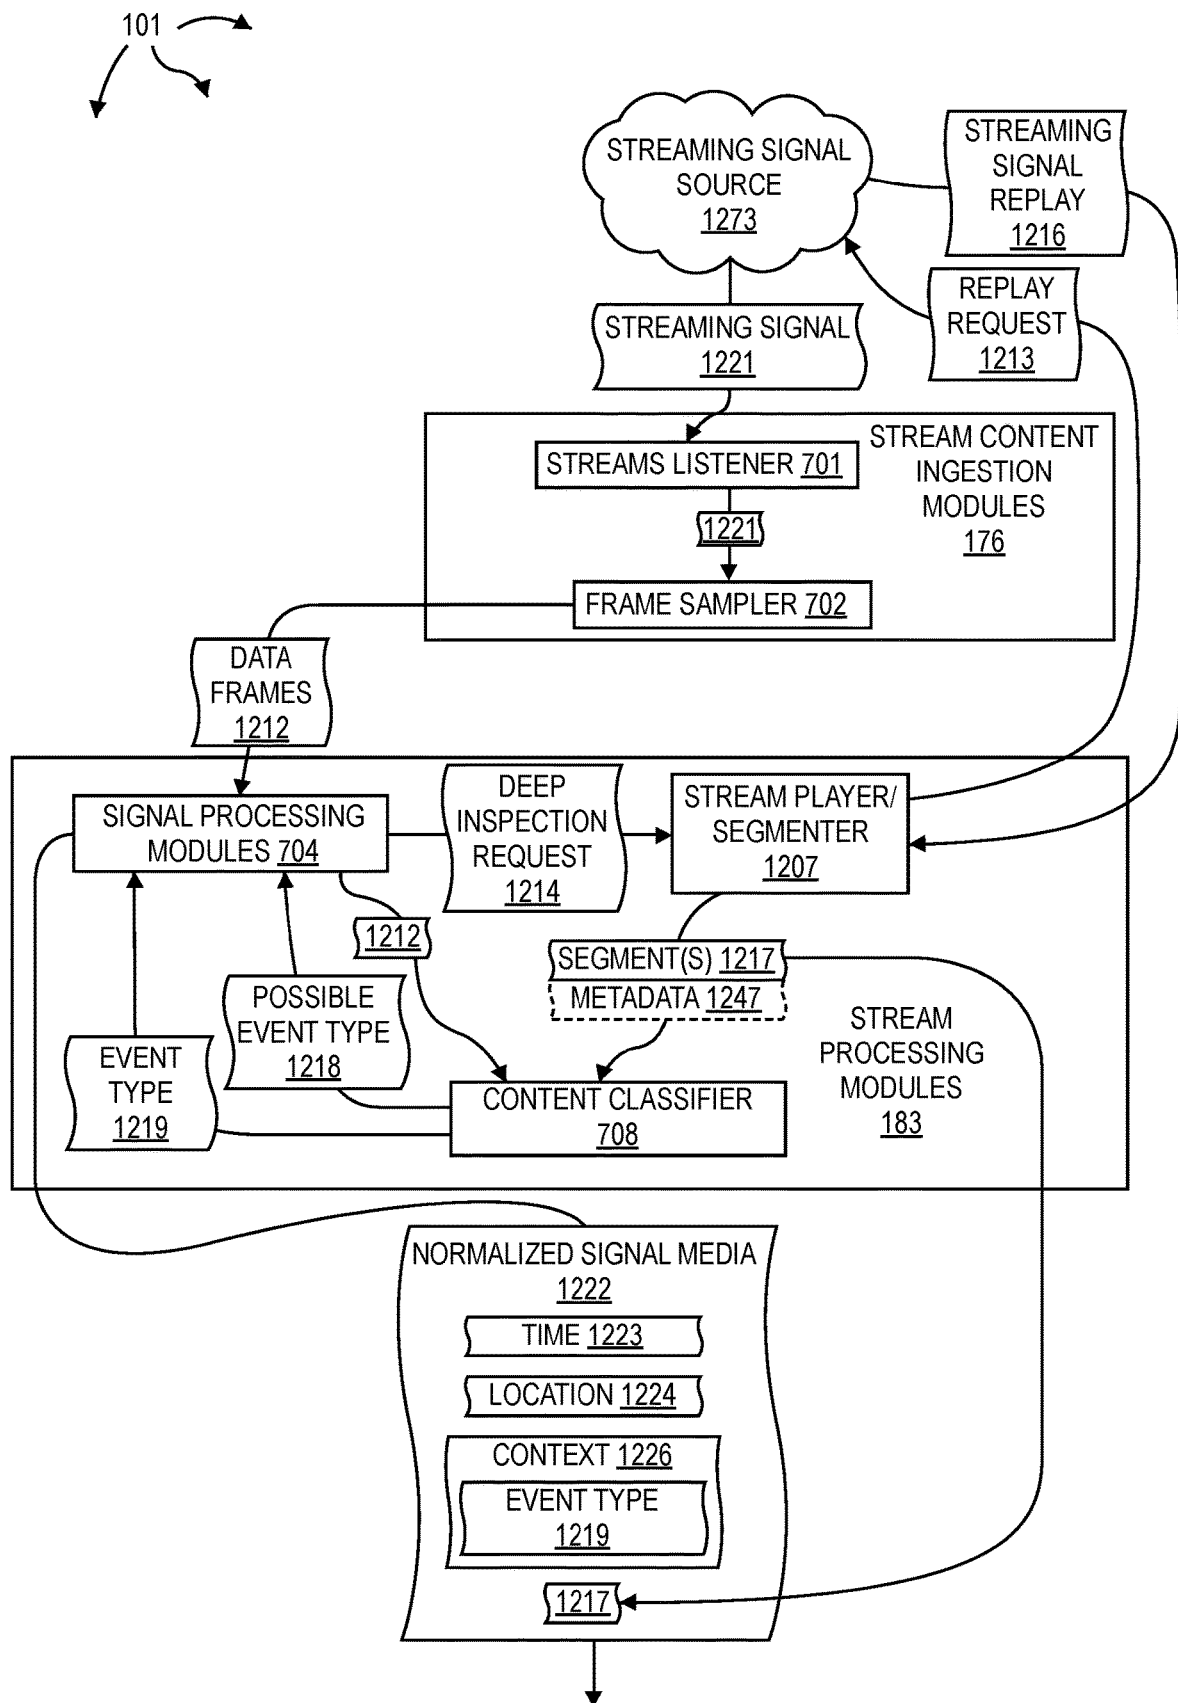 101
STREAMING SIGNAL
SOURCE
1273
STREAMING
SIGNAL
REPLAY
1216
REPLAY
REQUEST
1213
STREAMING SIGNAL
1221
STREAM CONTENT
INGESTION
MODULES
176
STREAMS LISTENER 701
1221
FRAME SAMPLER 702
DATA
FRAMES
1212
SIGNAL PROCESSING
MODULES 704
DEEP
INSPECTION
REQUEST
1214
STREAM PLAYER/
SEGMENTER
1207
1212
SEGMENT(S) 1217
METADATA 1247
POSSIBLE
EVENT TYPE
1218
EVENT
TYPE
1219
CONTENT CLASSIFIER
708
STREAM
PROCESSING
MODULES
183
NORMALIZED SIGNAL MEDIA
1222
TIME 1223
LOCATION 1224
CONTEXT 1226
EVENT TYPE
1219
1217